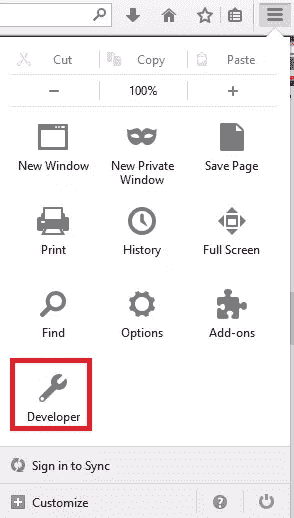 Cut Copy Paste
− 100% +
New Window New Private Window Save Page
Print History Full Screen
Find Options Add-ons
Developer
Sign in to Sync
Customize ?